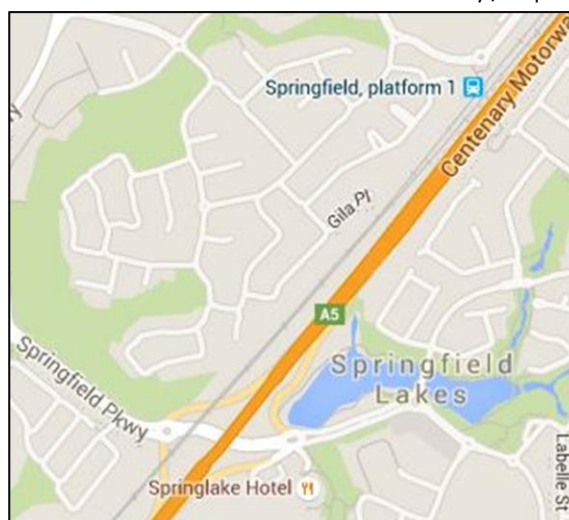 Springfield, platform 1
Centenary Motorwa
Gila Pl
A5
Springfield
Lakes
Springfield Pkwy
Springlake Hotel
Labelle St